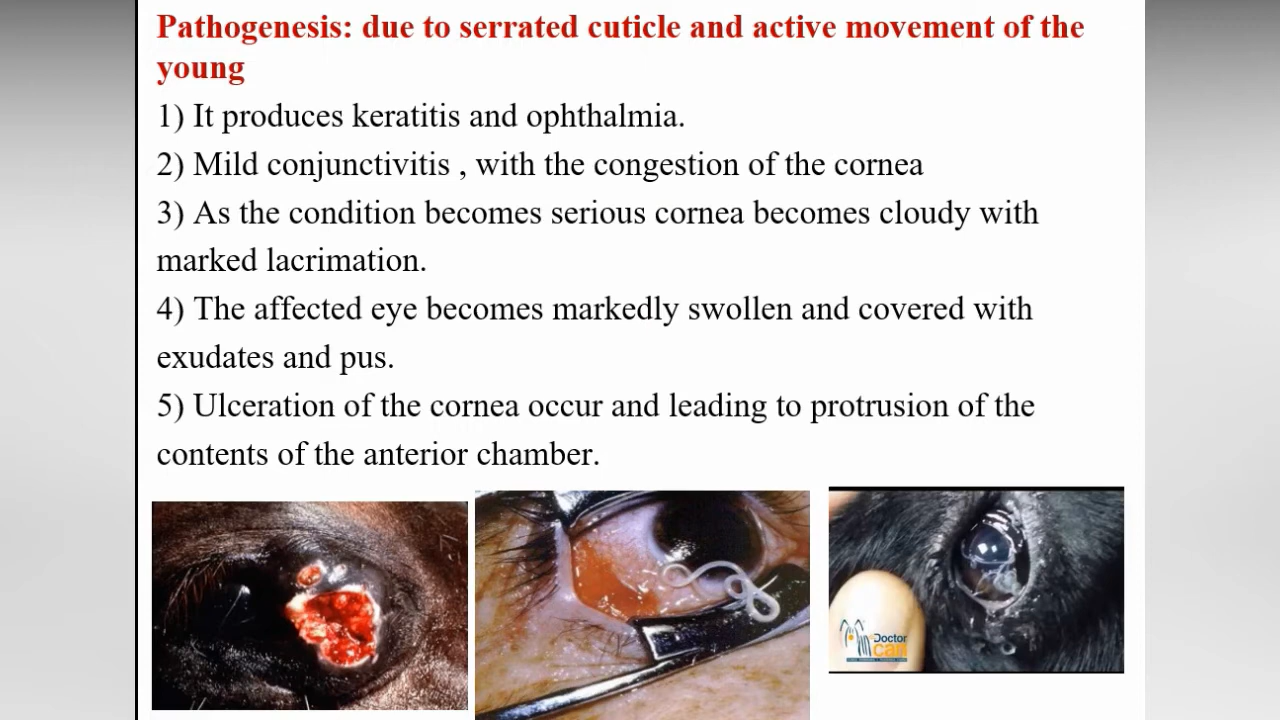 Pathogenesis: due to serrated cuticle and active movement of the
young
1) It produces keratitis and ophthalmia.
2) Mild conjunctivitis , with the congestion of the cornea
3) As the condition becomes serious cornea becomes cloudy with
marked lacrimation.
4) The affected eye becomes markedly swollen and covered with
exudates and pus.
5) Ulceration of the cornea occur and leading to protrusion of the
contents of the anterior chamber.
Doctor
can